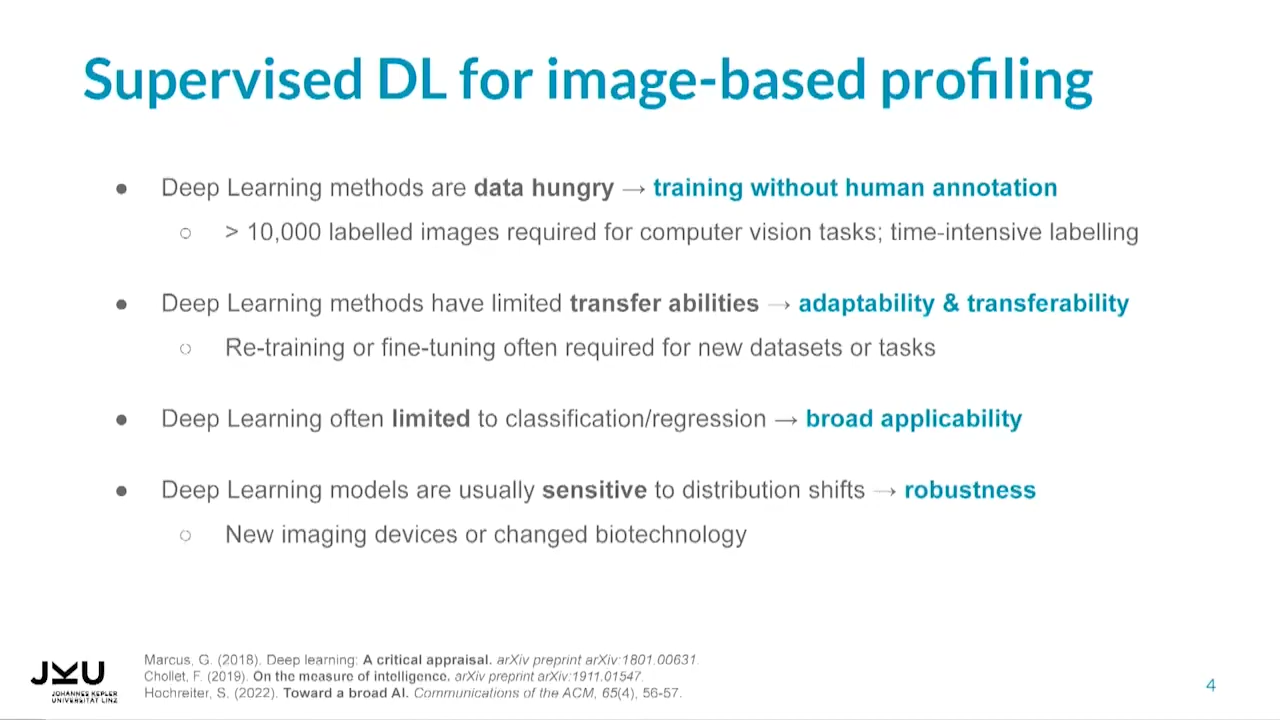 Supervised DL for image-based profiling
● Deep Learning methods are data hungry → training without human annotation
○ > 10,000 labelled images required for computer vision tasks; time-intensive labelling
● Deep Learning methods have limited transfer abilities → adaptability & transferability
○ Re-training or fine-tuning often required for new datasets or tasks
● Deep Learning often limited to classification/regression → broad applicability
● Deep Learning models are usually sensitive to distribution shifts → robustness
○ New imaging devices or changed biotechnology
Marcus, G. (2018). Deep learning: A critical appraisal. arXiv preprint arXiv:1801.00631.
Chollet, F. (2019). On the measure of intelligence. arXiv preprint arXiv:1911.01547.
Hochreiter, S. (2022). Toward a broad AI. Communications of the ACM, 65(4), 56-57.
JKU
JOHANNES KEPLER
UNIVERSITÄT LINZ
4